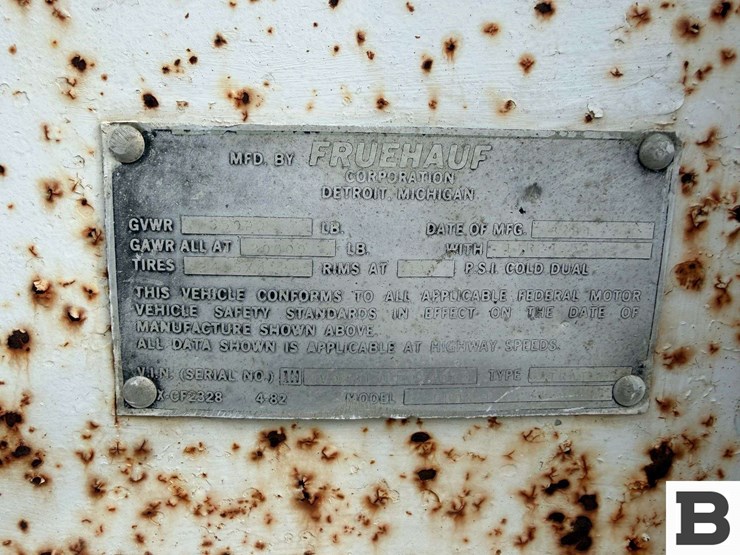 MFD. BY FRUEHAUF
CORPORATION
DETROIT, MICHIGAN
GVWR LB. DATE OF MFG.
GAWR ALL AT LB. WITH
TIRES RIMS AT P.S.I. COLD DUAL
THIS VEHICLE CONFORMS TO ALL APPLICABLE FEDERAL MOTOR
VEHICLE SAFETY STANDARDS IN EFFECT ON THE DATE OF
MANUFACTURE SHOWN ABOVE.
ALL DATA SHOWN IS APPLICABLE AT HIGHWAY SPEEDS.
V.I.N. (SERIAL NO.) TYPE
X-CF2328 4-82 MODEL
B